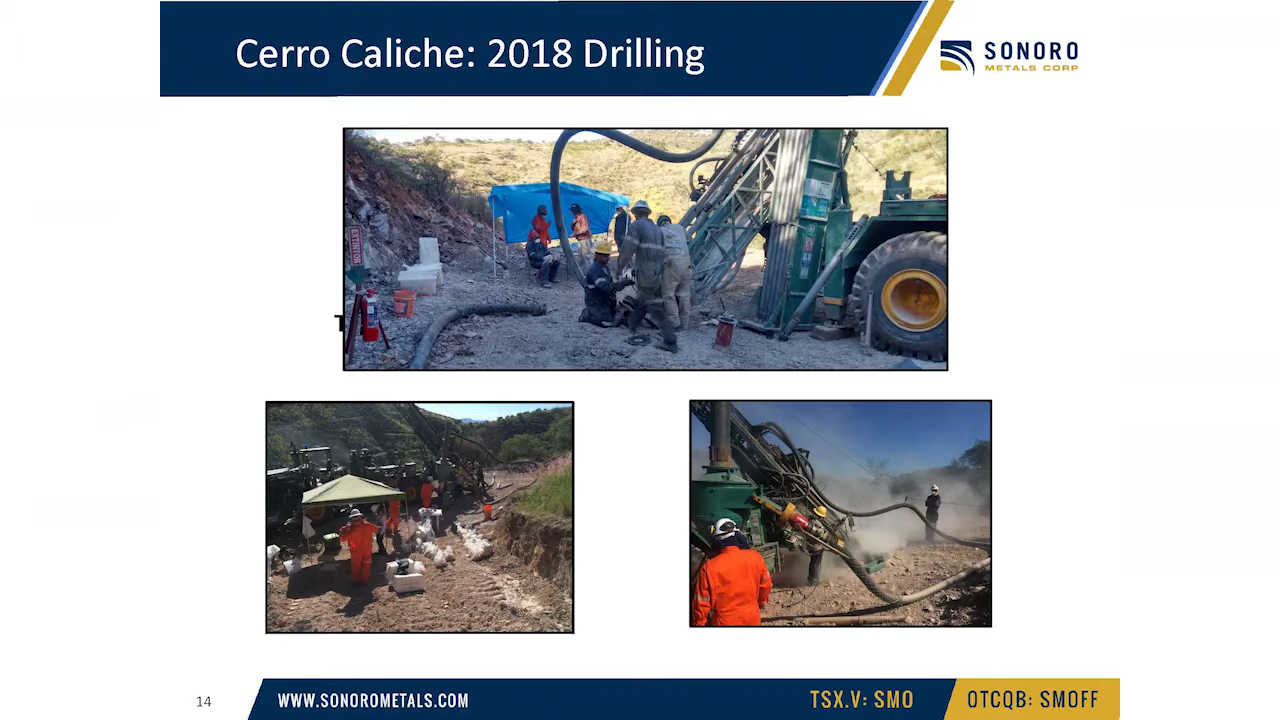 Cerro Caliche: 2018 Drilling
SONORO
METALS CORP
EXTINTOR
T
14
WWW.SONOROMETALS.COM
TSX.V: SMO
OTCQB: SMOFF